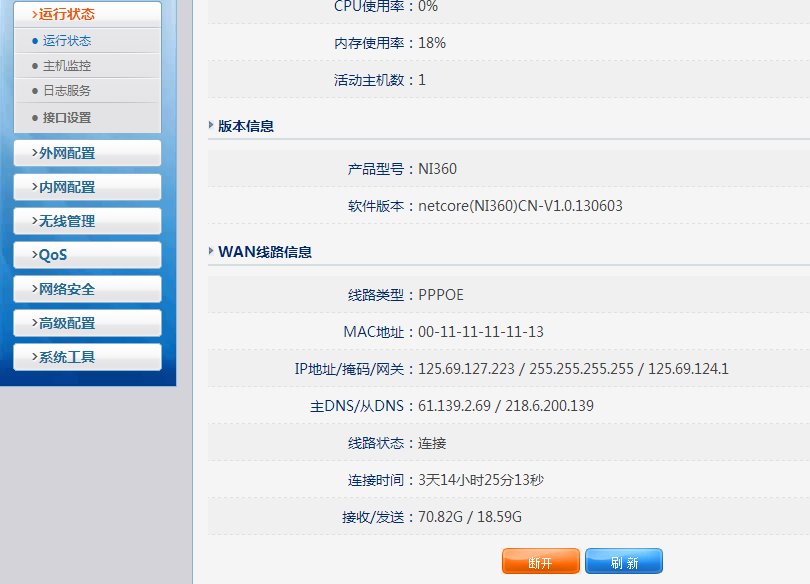 >运行状态
运行状态
主机监控
日志服务
接口设置
>外网配置
>内网配置
>无线管理
>QoS
>网络安全
>高级配置
>系统工具
CPU使用率：0%
内存使用率：18%
活动主机数：1
版本信息
产品型号：NI360
软件版本：netcore(NI360)CN-V1.0.130603
WAN线路信息
线路类型：PPPOE
MAC地址：00-11-11-11-11-13
IP地址/掩码/网关：125.69.127.223 / 255.255.255.255 / 125.69.124.1
主DNS/从DNS：61.139.2.69 / 218.6.200.139
线路状态：连接
连接时间：3天14小时25分13秒
接收/发送：70.82G / 18.59G
断开 刷新